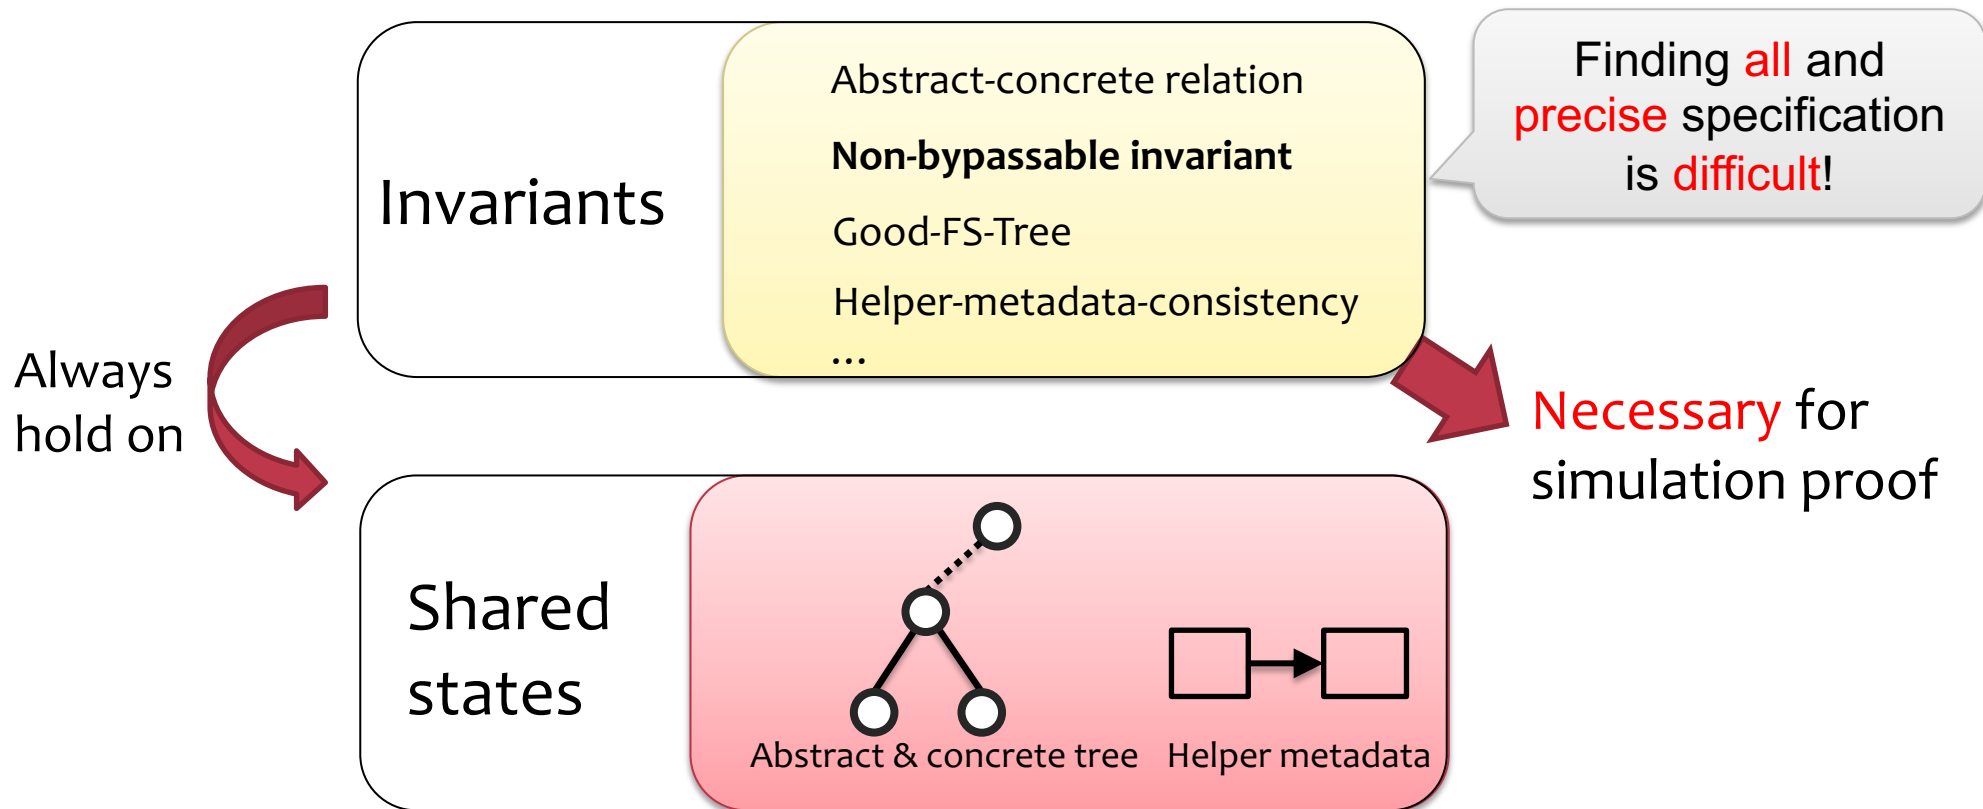 Invariants
Abstract-concrete relation
Non-bypassable invariant
Good-FS-Tree
Helper-metadata-consistency
...
Finding all and
precise specification
is difficult!
Always
hold on
Necessary for
simulation proof
Shared
states
Abstract & concrete tree
Helper metadata